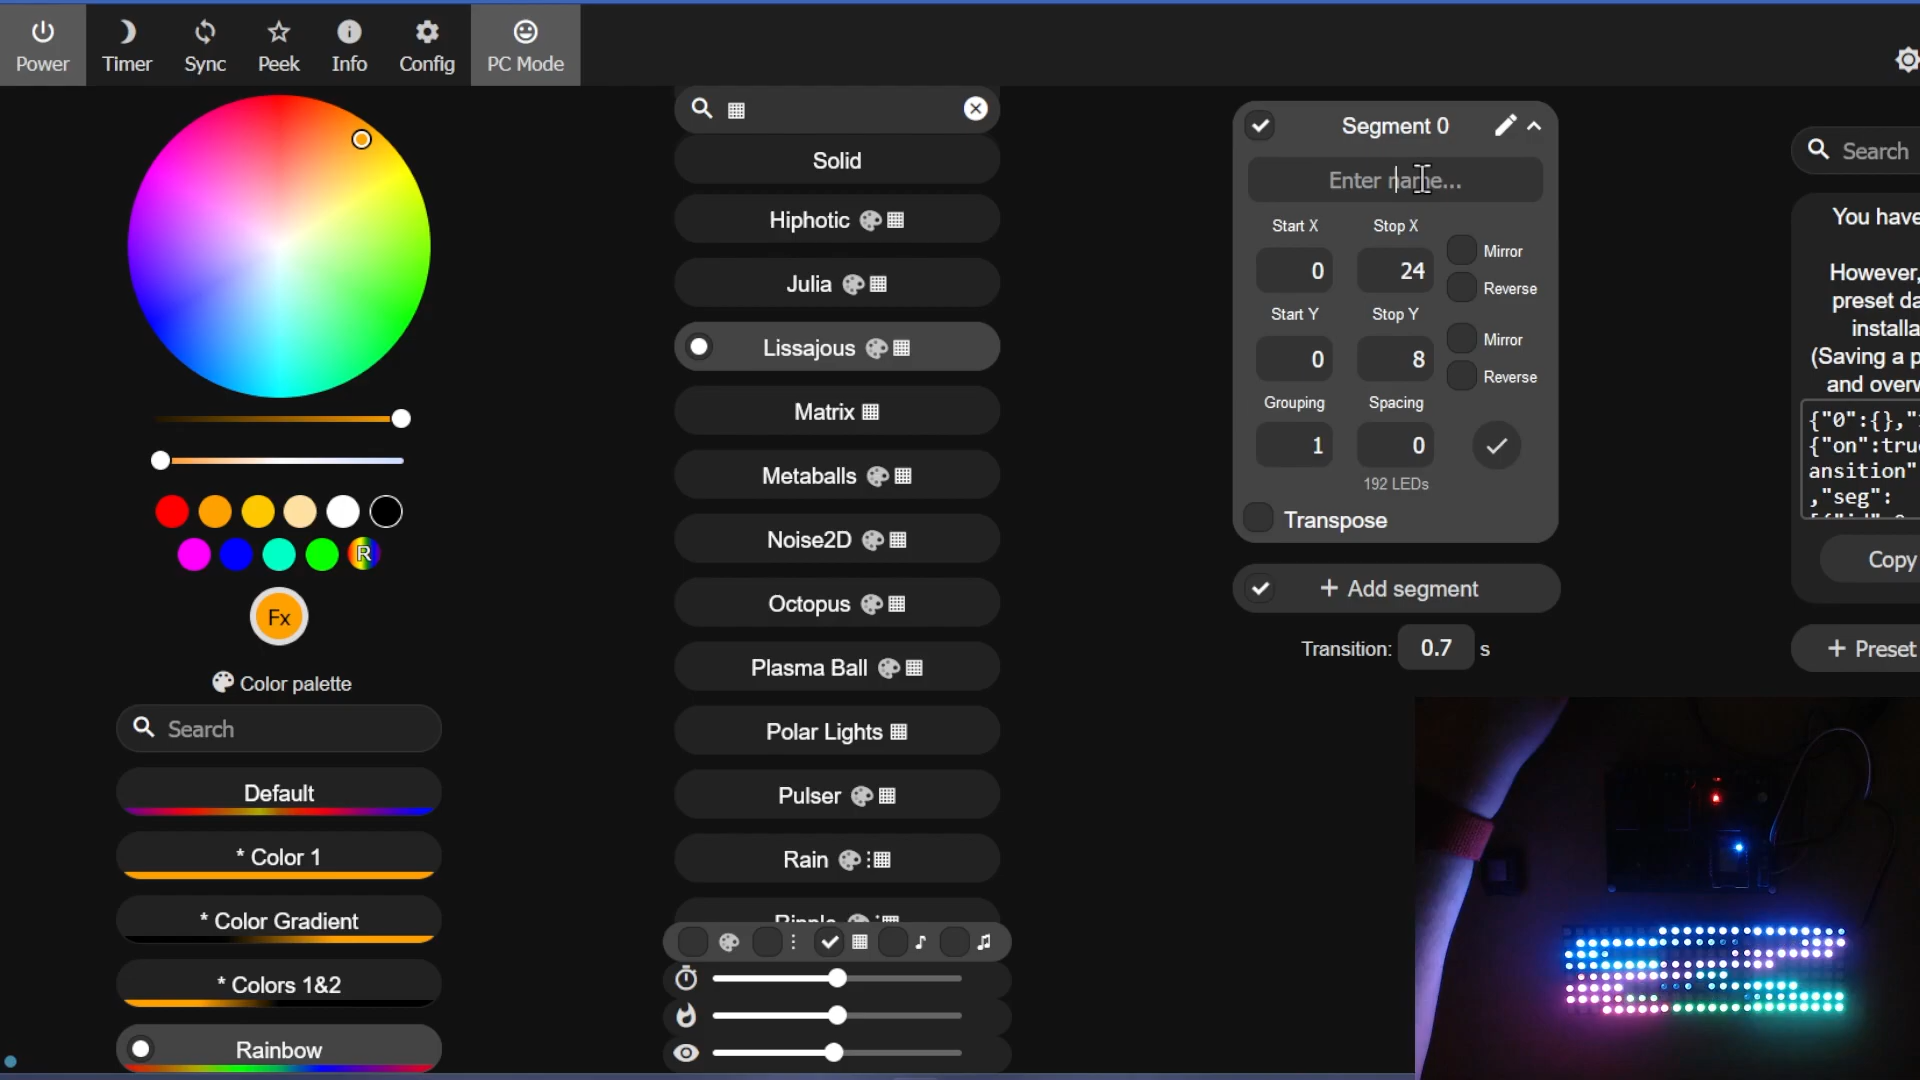 Power
Timer
Sync
Peek
Info
Config
PC Mode
Fx
R
Color palette
Search
Default
* Color 1
* Color Gradient
* Colors 1&2
Rainbow
Solid
Hiphotic
Julia
Lissajous
Matrix
Metaballs
Noise2D
Octopus
Plasma Ball
Polar Lights
Pulser
Rain
Ripple
Segment 0
Enter name...
Start X
Stop X
0
24
Mirror
Reverse
Start Y
Stop Y
0
8
Mirror
Reverse
Grouping
Spacing
1
0
192 LEDs
Transpose
+ Add segment
Transition: 0.7 s
Search
You have
However,
preset da
installa
(Saving a p
and overw
{"0":{},"
{"on":tru
ansition"
,"seg":
Copy
+ Preset